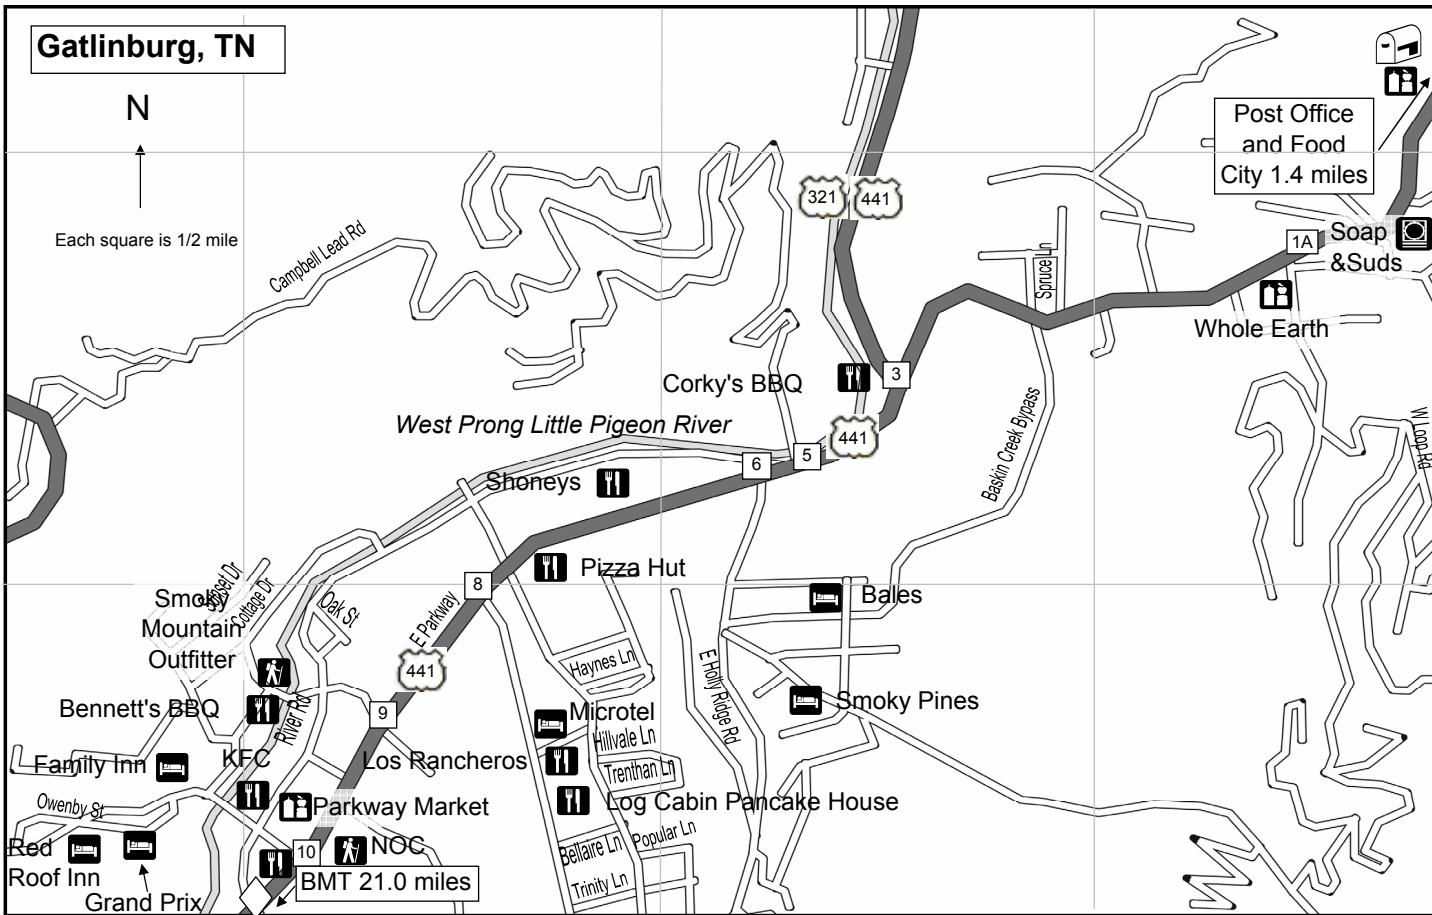 Gatlinburg, TN
N
Each square is 1/2 mile
Post Office
and Food
City 1.4 miles
321
441
1A
Soap
&Suds
Whole Earth
Campbell Lead Rd
Spruce Ln
Corky's BBQ
3
441
West Prong Little Pigeon River
5
6
Baskin Creek Bypass
W Loop Rd
Shoneys
Pizza Hut
8
Bales
Cottage Dr
Oak St
E Parkway
441
Smoky
Mountain
Outfitter
Haynes Ln
E Holly Ridge Rd
Smoky Pines
Bennett's BBQ
River Rd
9
Microtel
Hillvale Ln
Los Rancheros
Trenthan Ln
Family Inn
KFC
Owenby St
Parkway Market
Log Cabin Pancake House
Popular Ln
Bellaire Ln
Trinity Ln
Red
Roof Inn
Grand Prix
10
NOC
BMT 21.0 miles